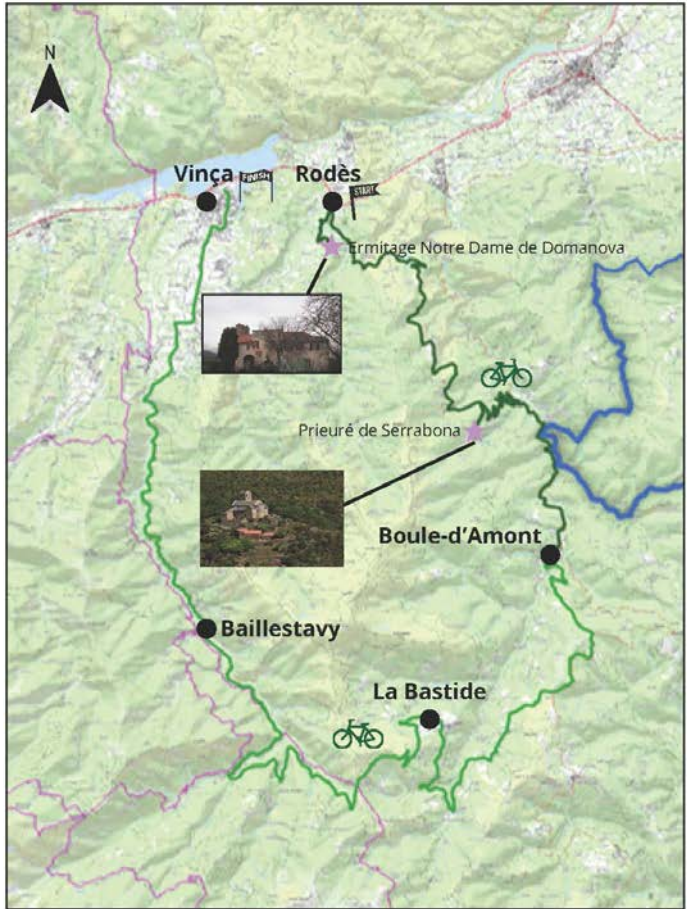 N
Vinça
FINISH
Rodès
START
Ermitage Notre Dame de Domanova
Prieuré de Serrabona
Boule-d’Amont
Baillestavy
La Bastide